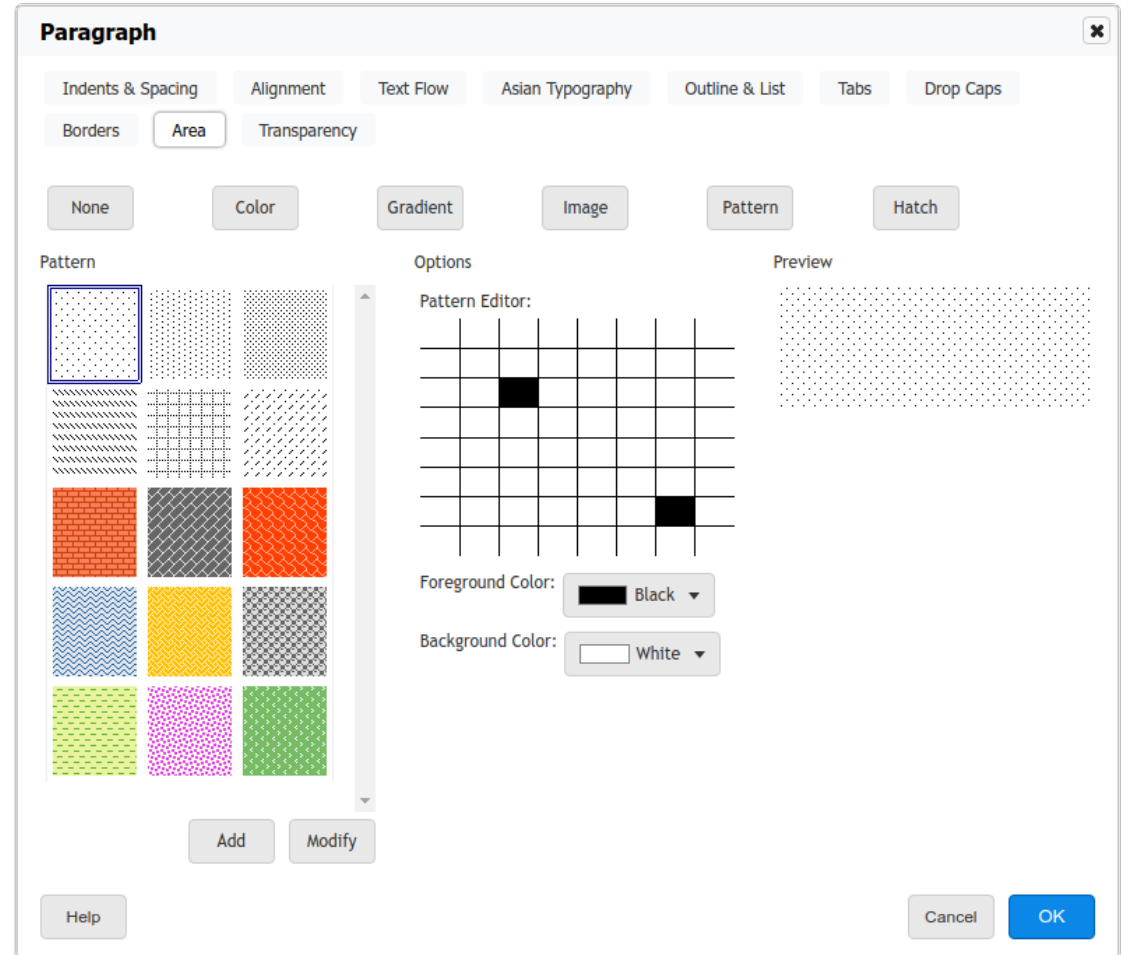 Paragraph
Indents & Spacing Alignment Text Flow Asian Typography Outline & List Tabs Drop Caps
Borders Area Transparency
None Color Gradient Image Pattern Hatch
Pattern Options Preview
Pattern Editor:
Foreground Color: Black
Background Color: White
Add Modify
Help Cancel OK